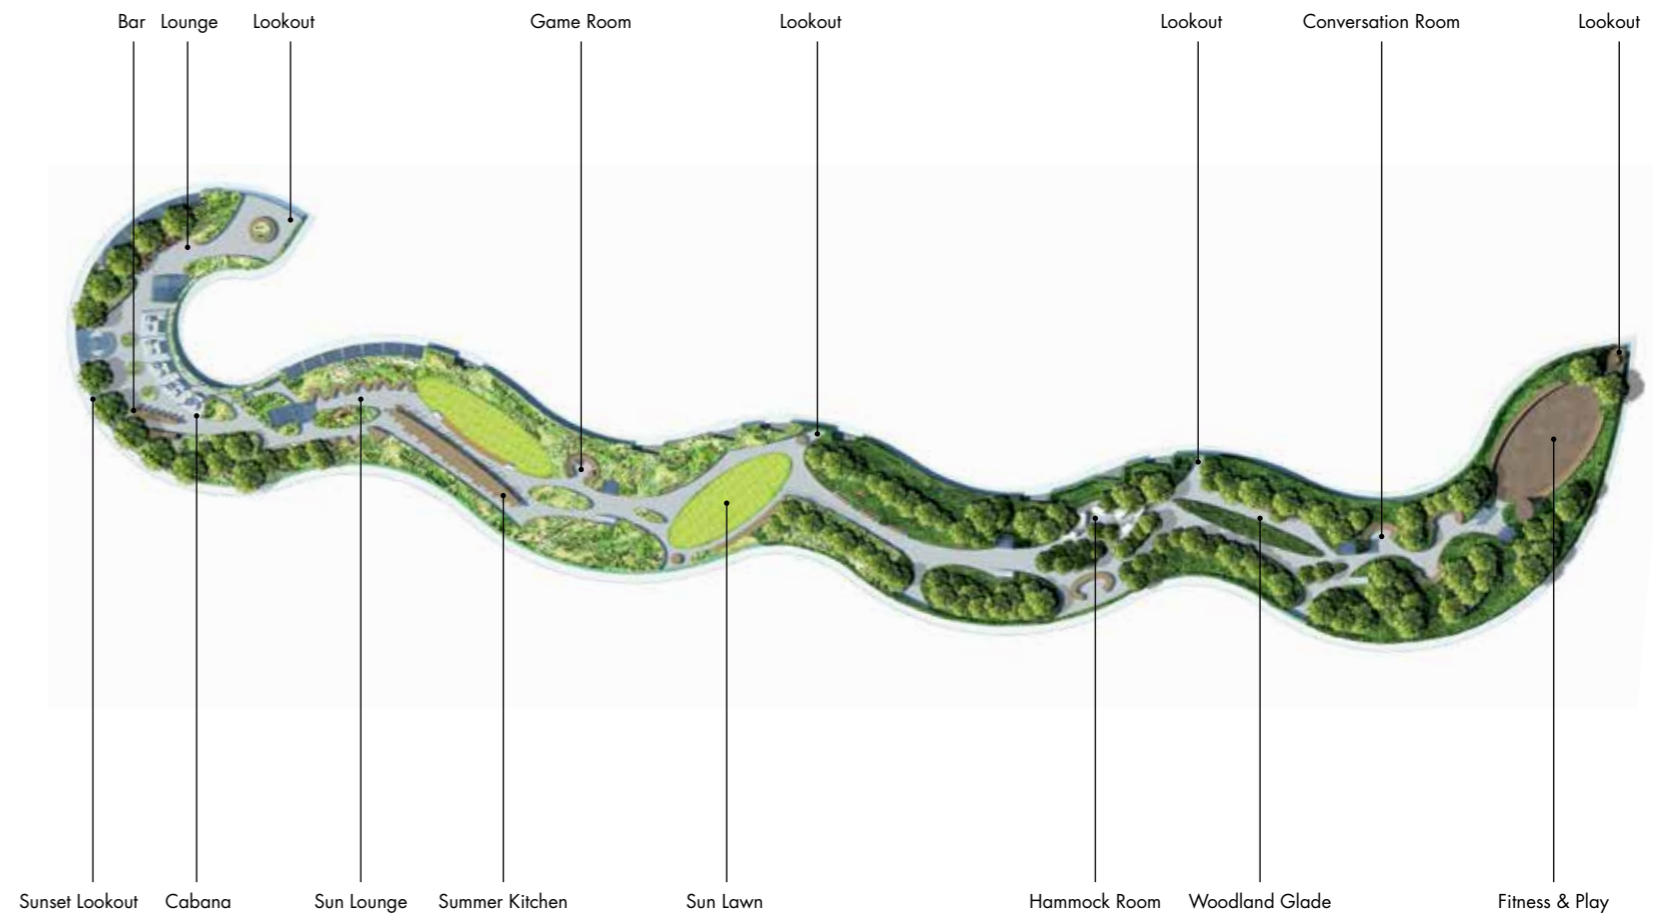 Bar Lounge Lookout Game Room Lookout Lookout Conversation Room Lookout
Sunset Lookout Cabana Sun Lounge Summer Kitchen Sun Lawn Hammock Room Woodland Glade Fitness & Play